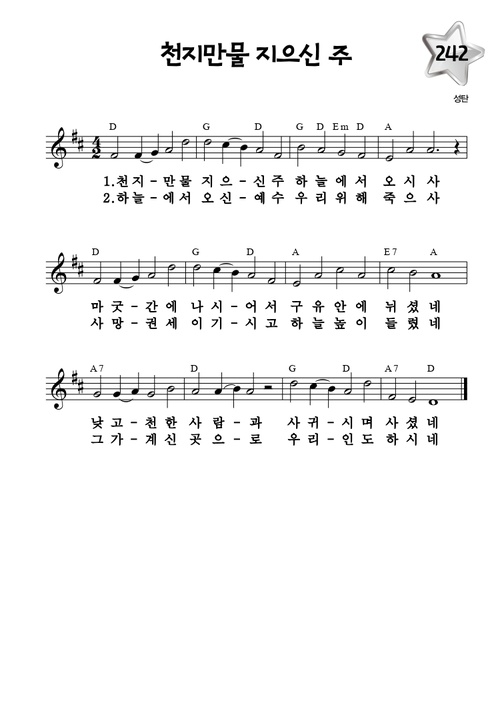 천지만물 지으신 주
242
성탄
D G D G D Em D A
4
2
1.천지-만물 지으-신주 하늘에서 오시사
2.하늘-에서 오신-예수 우리위해 죽으사
D G D A E7 A
마굿-간에 나시-어서 구유안에 뉘셨네
사망-권세 이기-시고 하늘높이 들렸네
A7 D G D A7 D
낮고-천한 사람-과 사귀-시며 사셨네
그가-계신 곳으-로 우리-인도 하시네